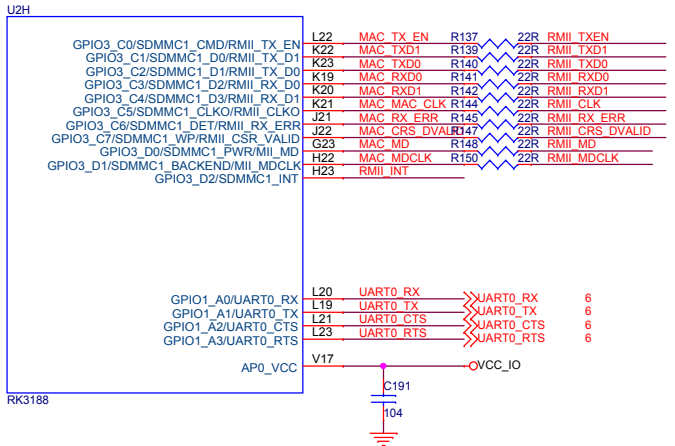 U2H
GPIO3_C0/SDMMC1_CMD/RMII_TX_EN L22 MAC_TX_EN R137 22R RMII_TXEN
GPIO3_C1/SDMMC1_D0/RMII_TX_D1 K22 MAC_TXD1 R139 22R RMII_TXD1
GPIO3_C2/SDMMC1_D1/RMII_TX_D0 K23 MAC_TXD0 R140 22R RMII_TXD0
GPIO3_C3/SDMMC1_D2/RMII_RX_D0 K19 MAC_RXD0 R141 22R RMII_RXD0
GPIO3_C4/SDMMC1_D3/RMII_RX_D1 K20 MAC_RXD1 R142 22R RMII_RXD1
GPIO3_C5/SDMMC1_CLKO/RMII_CLKO K21 MAC_MAC_CLK R144 22R RMII_CLK
GPIO3_C6/SDMMC1_DET/RMII_RX_ERR J21 MAC_RX_ERR R145 22R RMII_RX_ERR
GPIO3_C7/SDMMC1_WP/RMII_CSR_VALID J22 MAC_CRS_DVALID R147 22R RMII_CRS_DVALID
GPIO3_D0/SDMMC1_PWR/MII_MD G23 MAC_MD R148 22R RMII_MD
GPIO3_D1/SDMMC1_BACKEND/MII_MDCLK H22 MAC_MDCLK R150 22R RMII_MDCLK
GPIO3_D2/SDMMC1_INT H23 RMII_INT
GPIO1_A0/UART0_RX L20 UART0_RX UART0_RX 6
GPIO1_A1/UART0_TX L19 UART0_TX UART0_TX 6
GPIO1_A2/UART0_CTS L21 UART0_CTS UART0_CTS 6
GPIO1_A3/UART0_RTS L23 UART0_RTS UART0_RTS 6
AP0_VCC V17 VCC_IO
C191
104
RK3188